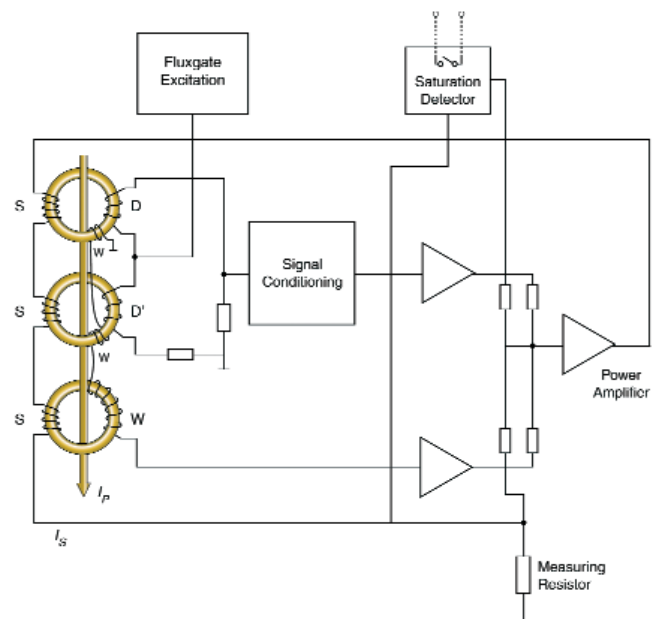 Fluxgate
Excitation
Saturation
Detector
S
D
w
Signal
Conditioning
S
D'
w
Power
Amplifier
S
W
I_P
I_S
Measuring
Resistor